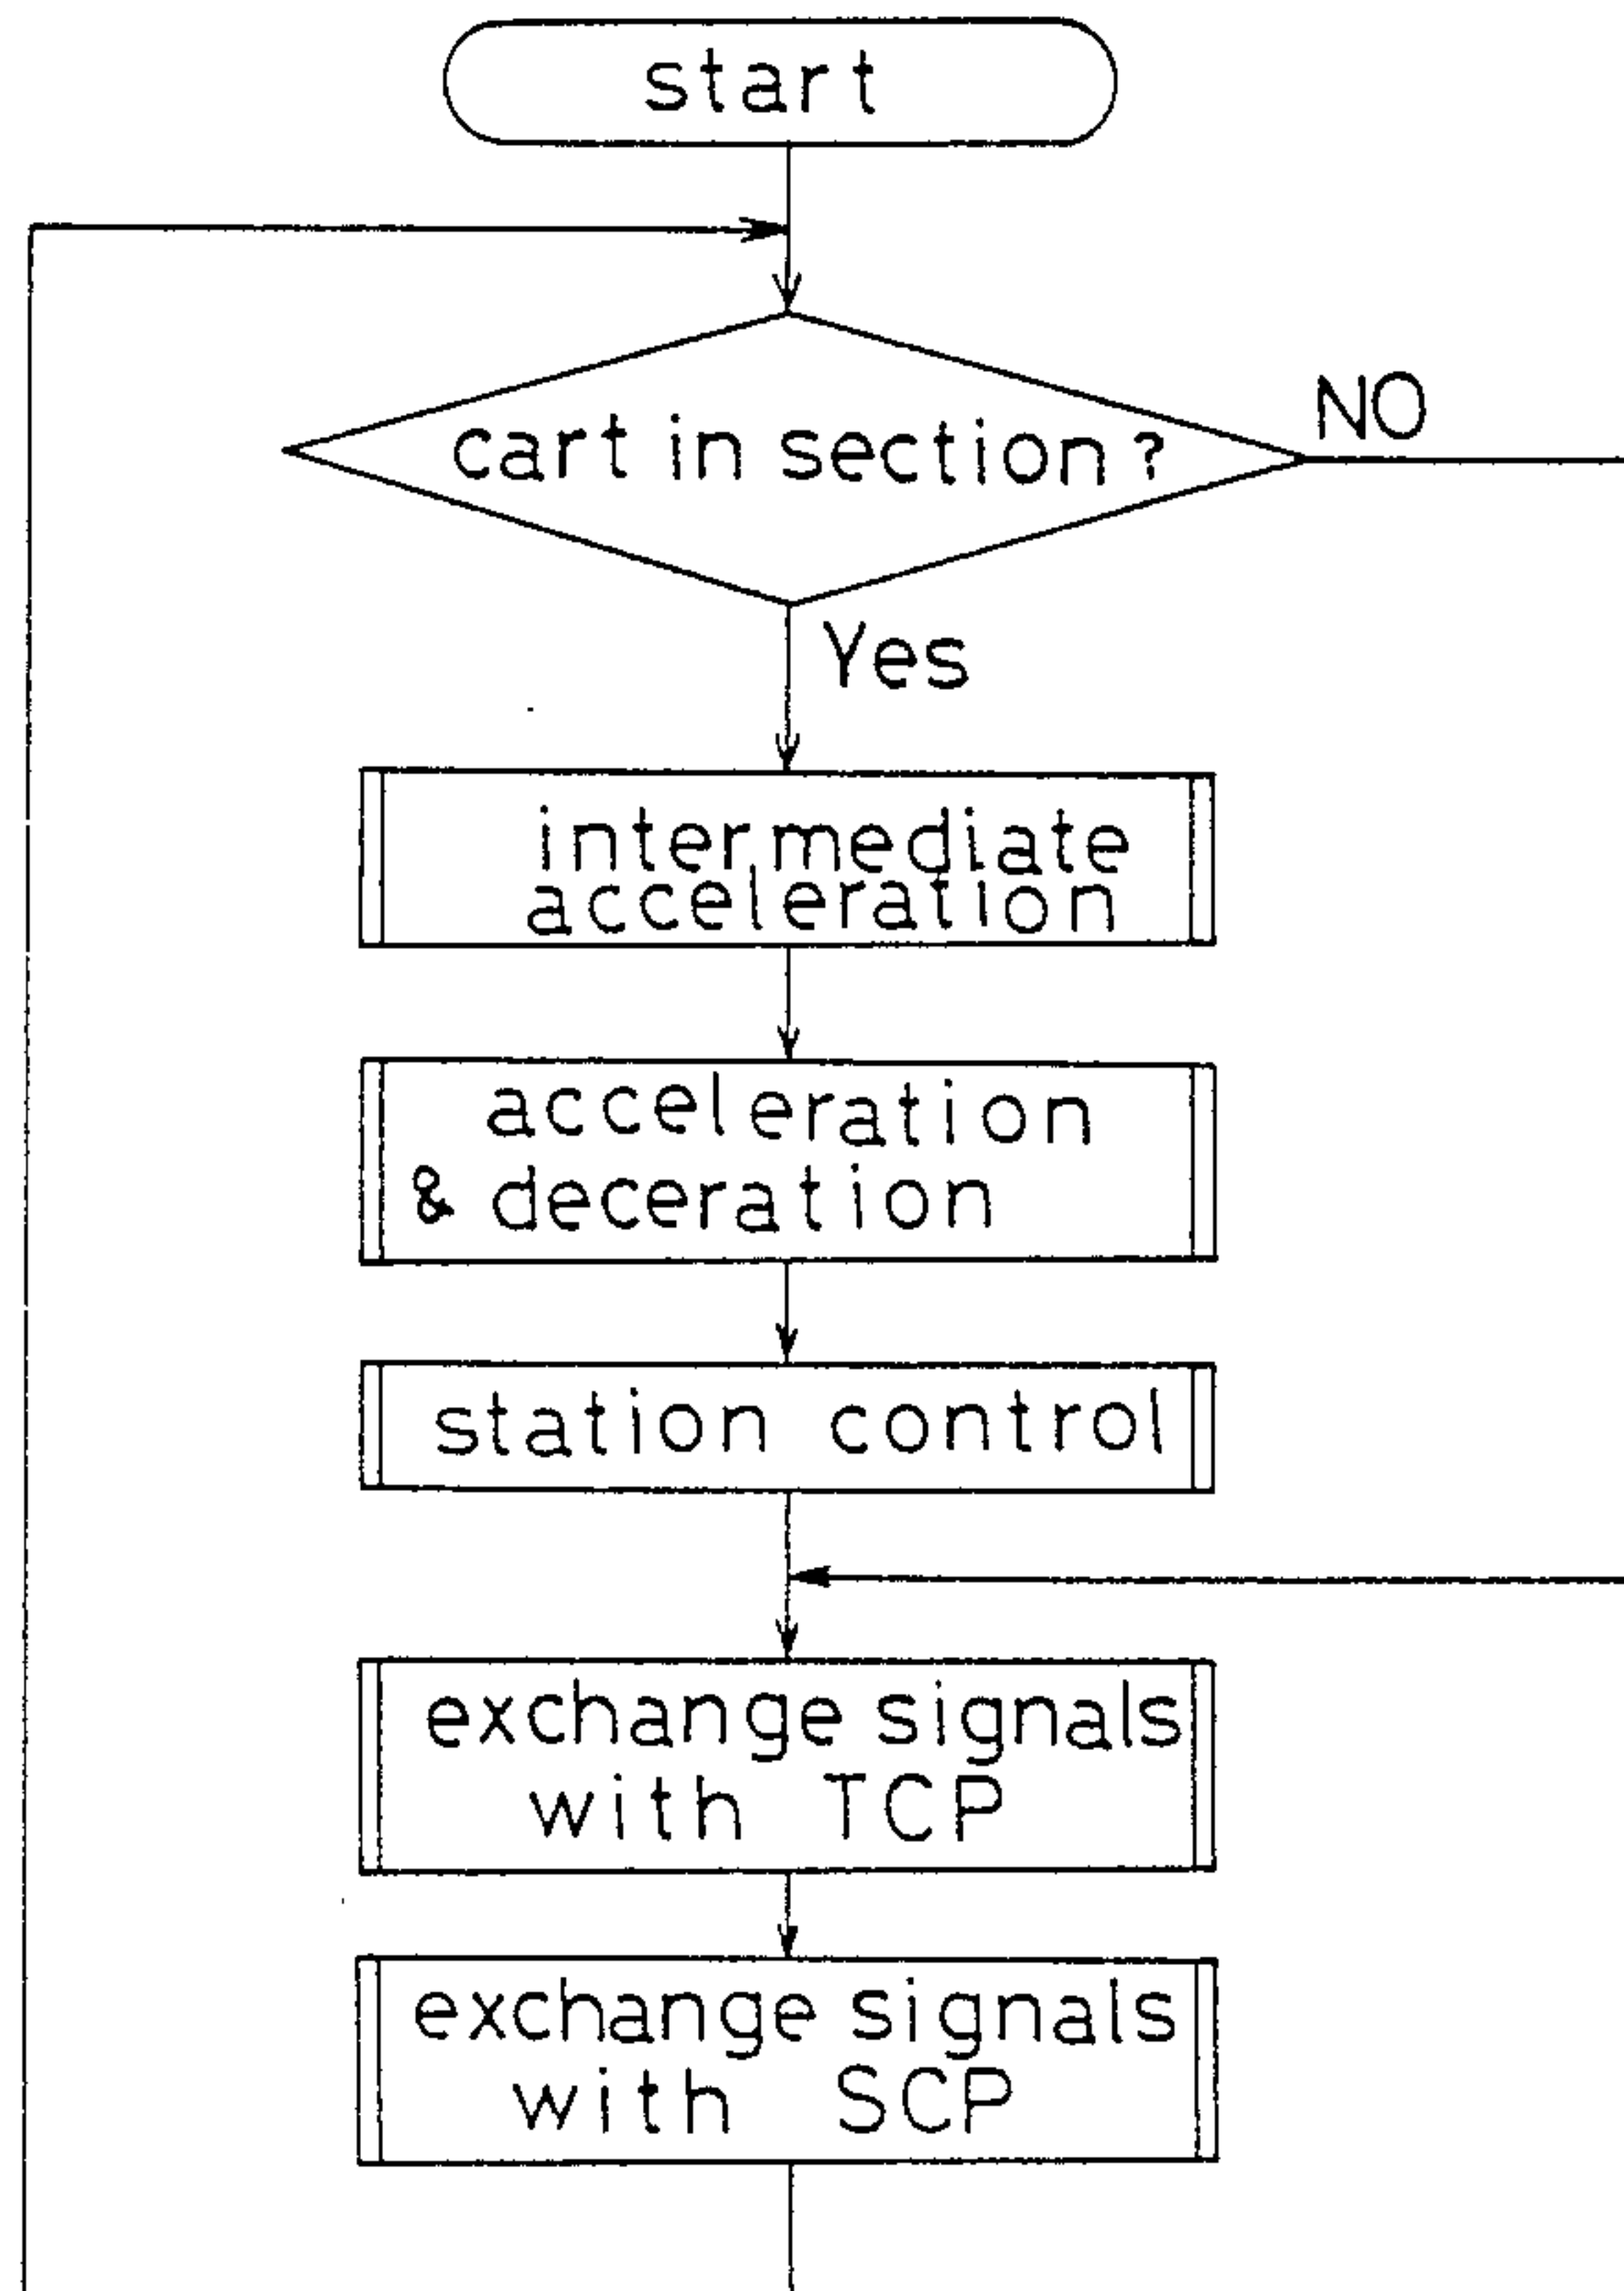 start
cart in section?
NO
Yes
intermediate
acceleration
acceleration
& deceration
station control
exchange signals
with TCP
exchange signals
with SCP